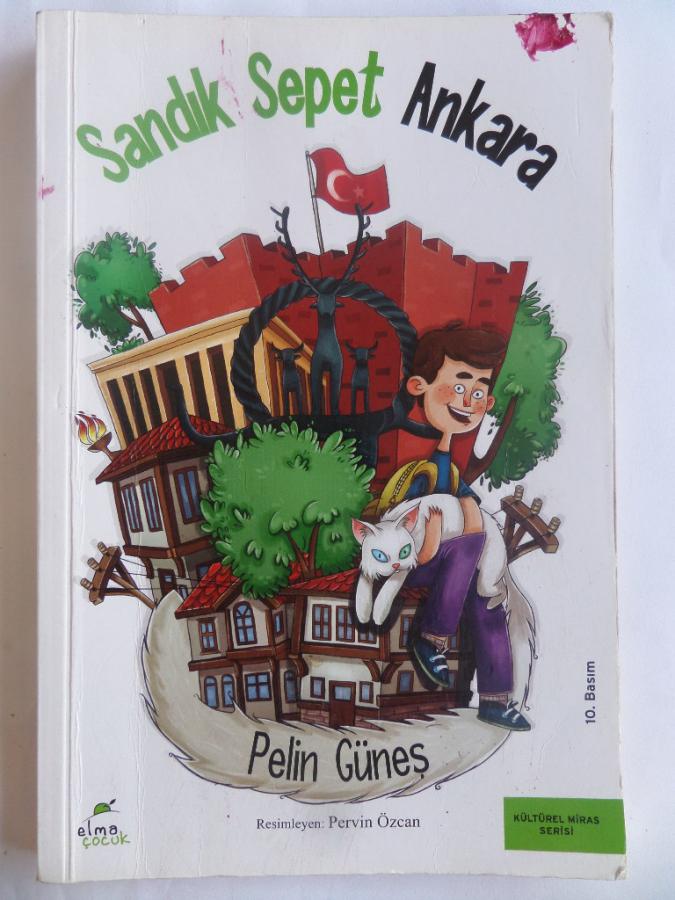 Sandık Sepet Ankara
10. Basım
Pelin Güneş
Resimleyen: Pervin Özcan
elma
çocuk
KÜLTÜREL MİRAS
SERİSİ